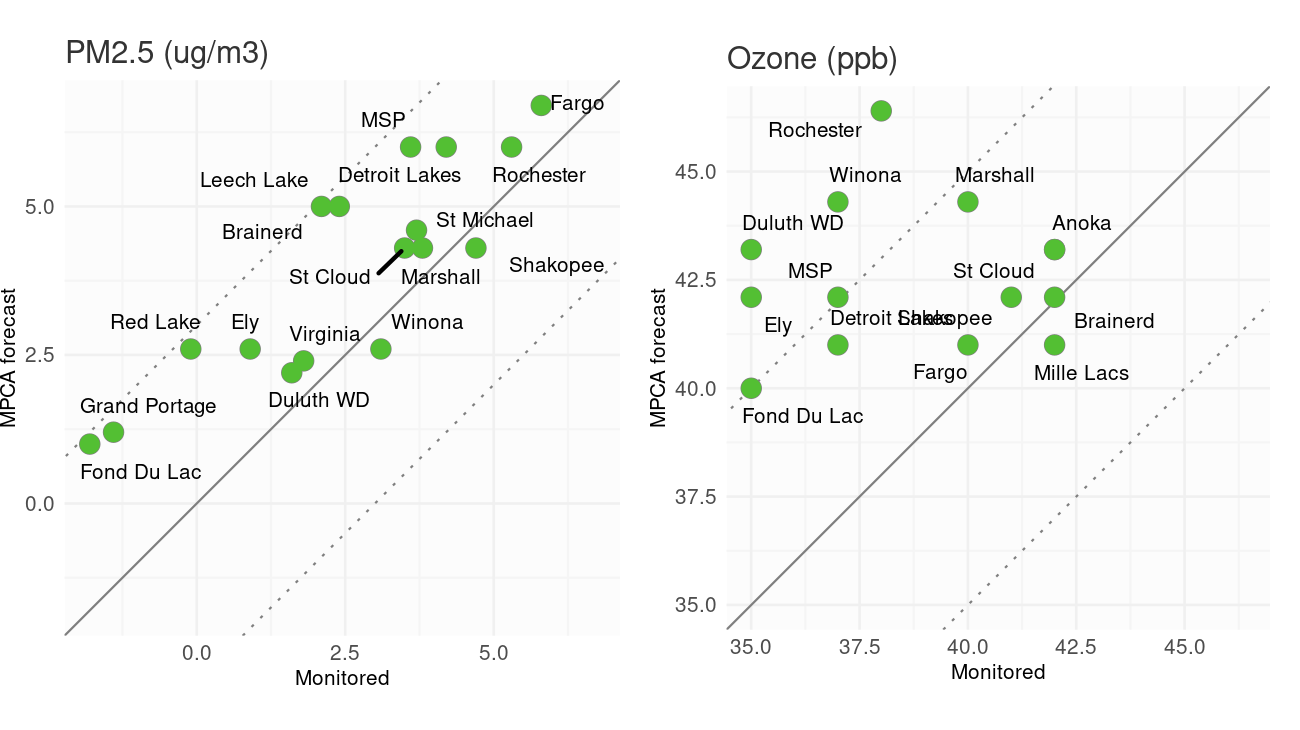 PM2.5 (ug/m3)
Fargo
MSP
Detroit Lakes
Rochester
Leech Lake
5.0
St Michael
Brainerd
Shakopee
St Cloud
Marshall
Red Lake
Ely
Virginia
Winona
2.5
MPCA forecast
Duluth WD
Grand Portage
Fond Du Lac
0.0
0.0 2.5 5.0
Monitored
Ozone (ppb)
Rochester
45.0
Winona
Marshall
Duluth WD
Anoka
42.5
MSP
St Cloud
Ely
Detroit Lakes
Shakopee
Brainerd
MPCA forecast
Fargo
Mille Lacs
40.0
Fond Du Lac
37.5
35.0
35.0 37.5 40.0 42.5 45.0
Monitored